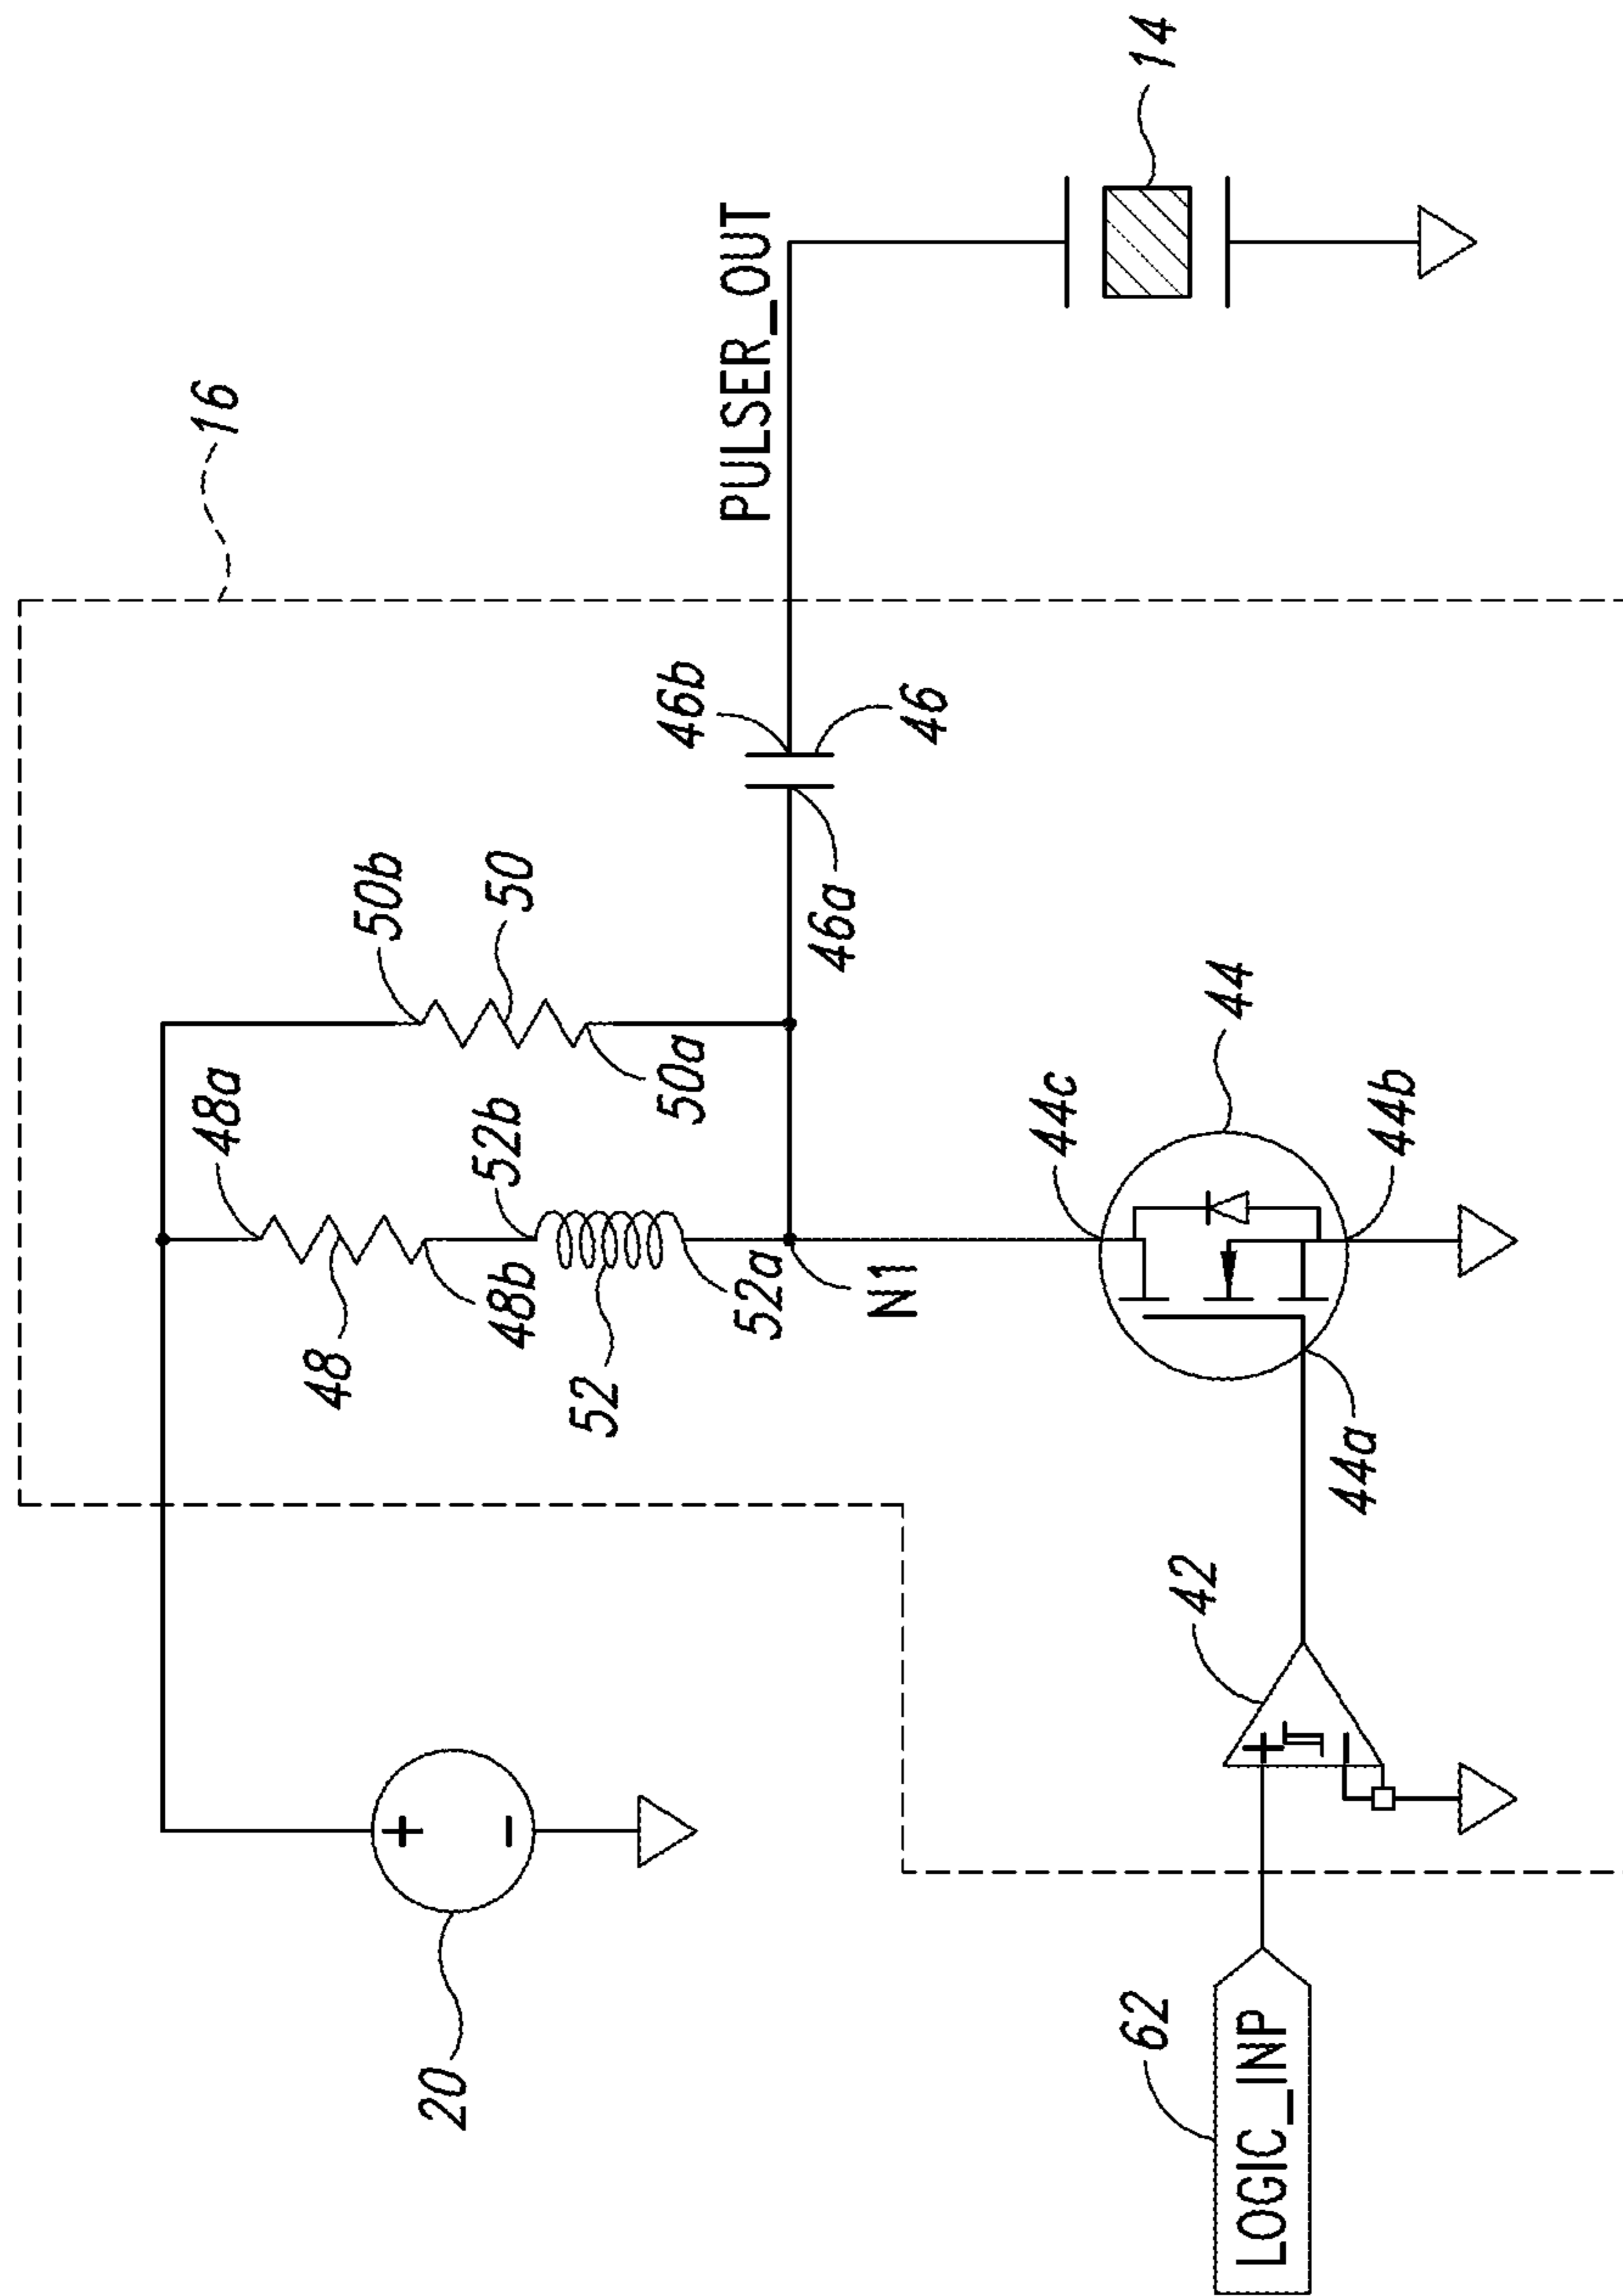 16
20
48a
50b
48
50
52b
46b
PULSER_OUT
48b
52
50a
52a
46a
46
N1
14
44c
44
62
42
LOGIC_INP
44a
44b
+
-
+
-